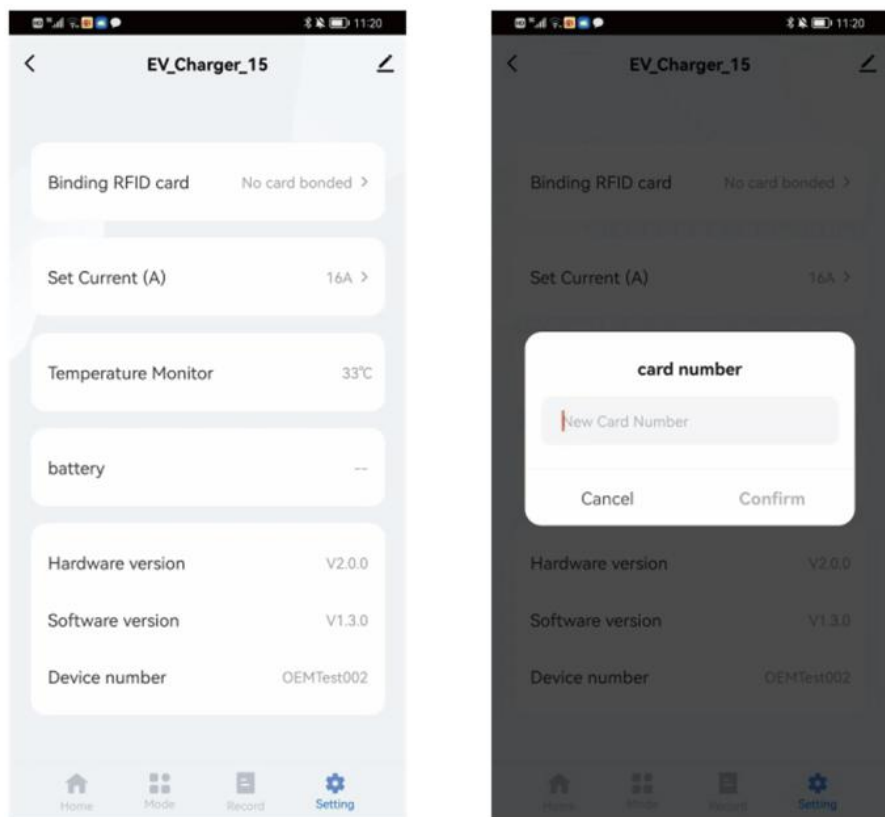 11:20
EV_Charger_15
Binding RFID card No card bonded >
Set Current (A) 16A >
Temperature Monitor 33℃
battery --
Hardware version V2.0.0
Software version V1.3.0
Device number OEMTest002
Home Mode Record Setting
11:20
EV_Charger_15
Binding RFID card No card bonded >
Set Current (A) 16A >
card number
New Card Number
Cancel Confirm
Hardware version V2.0.0
Software version V1.3.0
Device number OEMTest002
Home Mode Record Setting